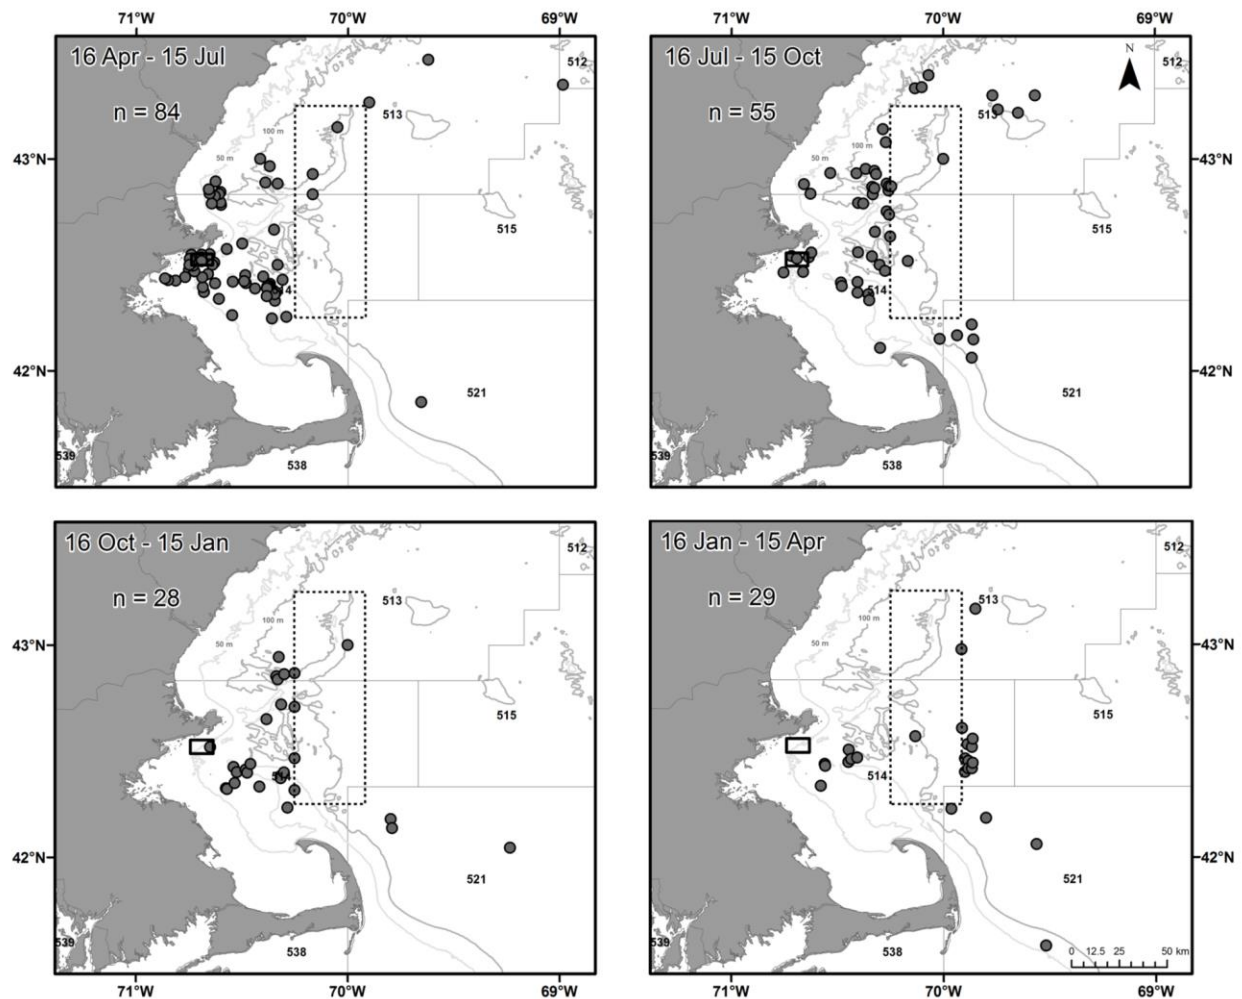 71°W 70°W 69°W 71°W 70°W 69°W
16 Apr - 15 Jul
n = 84
512
513
100 m
50 m
43°N
515
514
42°N
521
539
538
16 Jul - 15 Oct
n = 55
N
512
513
100 m
50 m
43°N
515
514
42°N
521
539
538
16 Oct - 15 Jan
n = 28
512
513
100 m
50 m
43°N
515
514
42°N
521
539
538
16 Jan - 15 Apr
n = 29
512
513
100 m
50 m
43°N
515
514
42°N
521
539
538
0 12.5 25 50 km
71°W 70°W 69°W 71°W 70°W 69°W